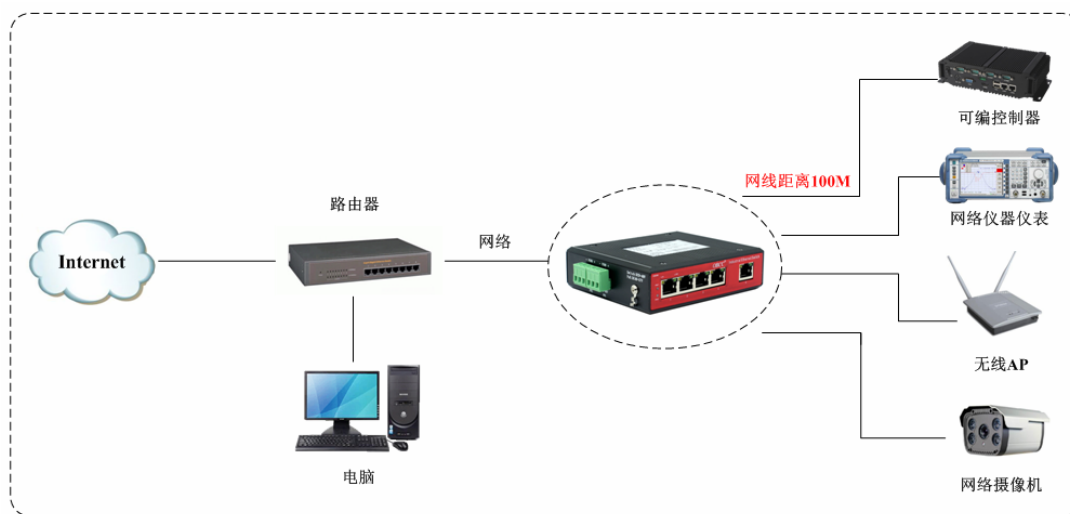 可编控制器
网线距离100M
路由器
网络仪器仪表
网络
Internet
无线AP
电脑
网络摄像机